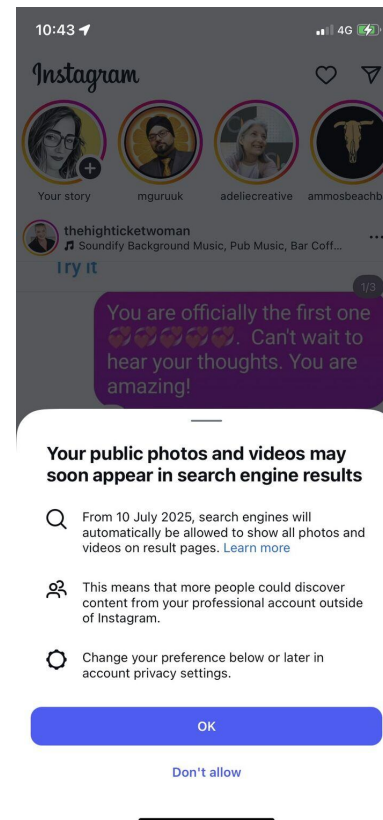 10:43
4G
Instagram
Your story
mguruuk
adeliecreative
ammosbeachb
thehighticketwoman
Soundify Background Music, Pub Music, Bar Coff...
Try it
1/3
You are officially the first one
💞💞💞💞💞. Can't wait to
hear your thoughts. You are
amazing!
Your public photos and videos may
soon appear in search engine results
From 10 July 2025, search engines will
automatically be allowed to show all photos and
videos on result pages. Learn more
This means that more people could discover
content from your professional account outside
of Instagram.
Change your preference below or later in
account privacy settings.
OK
Don't allow